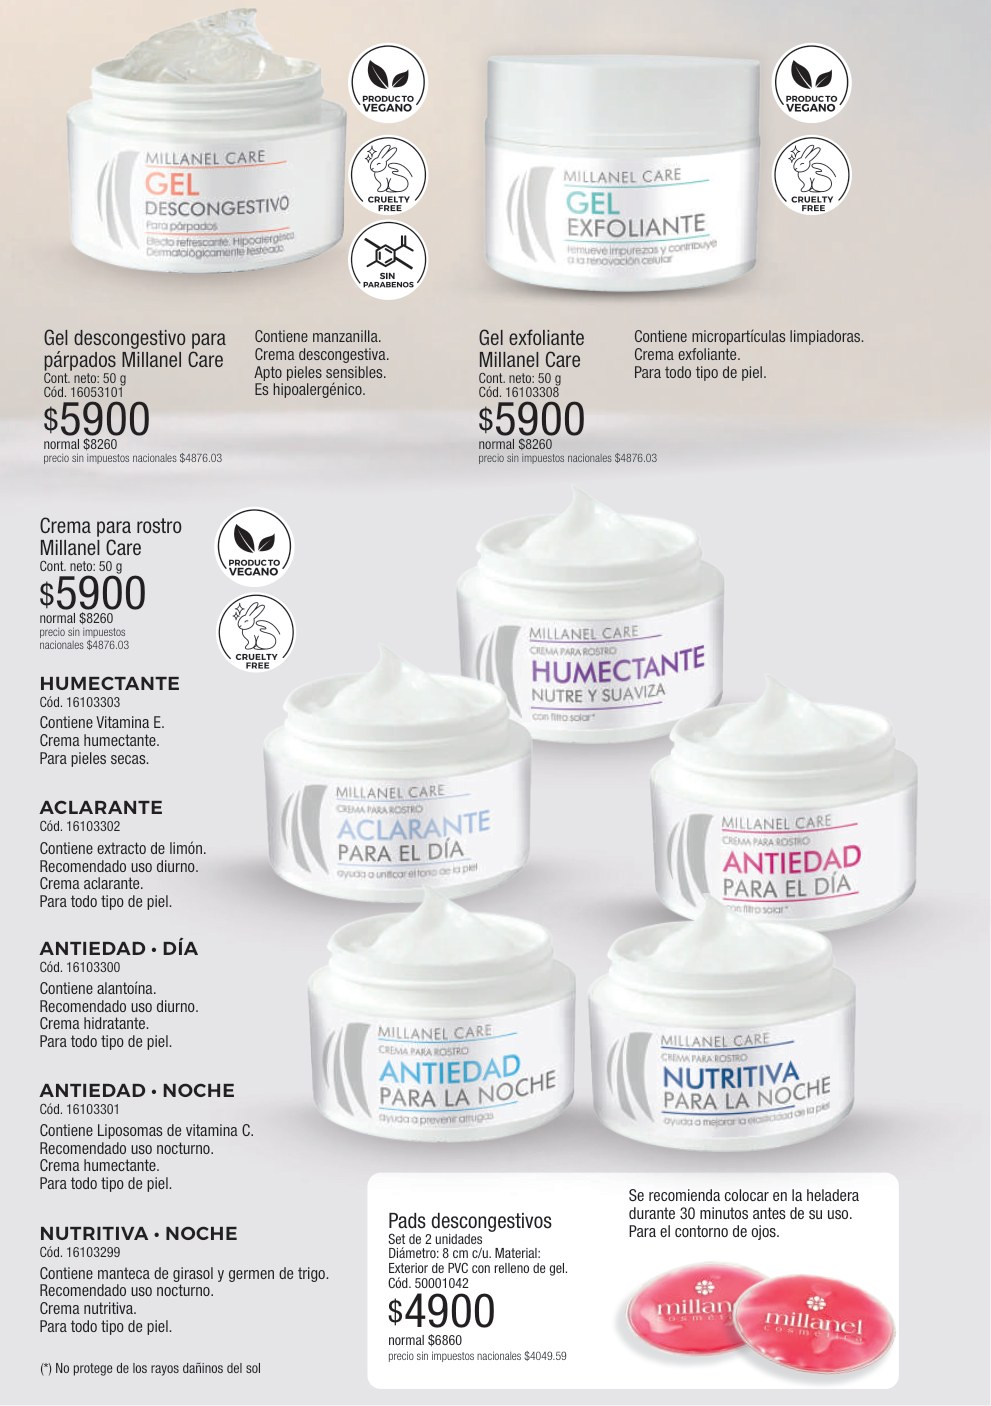 MILLANEL CARE
GEL
DESCONGESTIVO
Para párpados
Efecto refrescante. Hipoalergénico
Dermatológicamente testeado
PRODUCTO
VEGANO
CRUELTY
FREE
SIN
PARABENOS
MILLANEL CARE
GEL
EXFOLIANTE
remueve impurezas y contribuye
a la renovación celular
PRODUCTO
VEGANO
CRUELTY
FREE
Gel descongestivo para
párpados Millanel Care
Cont. neto: 50 g
Cód. 16053101
$5900
normal $8260
precio sin impuestos nacionales $4876.03
Contiene manzanilla.
Crema descongestiva.
Apto pieles sensibles.
Es hipoalergénico.
Gel exfoliante
Millanel Care
Cont. neto: 50 g
Cód. 16103308
$5900
normal $8260
precio sin impuestos nacionales $4876.03
Contiene micropartículas limpiadoras.
Crema exfoliante.
Para todo tipo de piel.
Crema para rostro
Millanel Care
Cont. neto: 50 g
$5900
normal $8260
precio sin impuestos
nacionales $4876.03
PRODUCTO
VEGANO
CRUELTY
FREE
HUMECTANTE
Cód. 16103303
Contiene Vitamina E.
Crema humectante.
Para pieles secas.
ACLARANTE
Cód. 16103302
Contiene extracto de limón.
Recomendado uso diurno.
Crema aclarante.
Para todo tipo de piel.
ANTIEDAD • DÍA
Cód. 16103300
Contiene alantoína.
Recomendado uso diurno.
Crema hidratante.
Para todo tipo de piel.
ANTIEDAD • NOCHE
Cód. 16103301
Contiene Liposomas de vitamina C.
Recomendado uso nocturno.
Crema humectante.
Para todo tipo de piel.
NUTRITIVA • NOCHE
Cód. 16103299
Contiene manteca de girasol y germen de trigo.
Recomendado uso nocturno.
Crema nutritiva.
Para todo tipo de piel.
(*) No protege de los rayos dañinos del sol
MILLANEL CARE
CREMA PARA ROSTRO
HUMECTANTE
NUTRE Y SUAVIZA
con filtro solar*
MILLANEL CARE
CREMA PARA ROSTRO
ACLARANTE
PARA EL DÍA
ayuda a unificar el tono de la piel
MILLANEL CARE
CREMA PARA ROSTRO
ANTIEDAD
PARA EL DÍA
con filtro solar*
MILLANEL CARE
CREMA PARA ROSTRO
ANTIEDAD
PARA LA NOCHE
ayuda a prevenir arrugas
MILLANEL CARE
CREMA PARA ROSTRO
NUTRITIVA
PARA LA NOCHE
ayuda a mejorar la elasticidad de la piel
Pads descongestivos
Set de 2 unidades
Diámetro: 8 cm c/u. Material:
Exterior de PVC con relleno de gel.
Cód. 50001042
$4900
normal $6860
precio sin impuestos nacionales $4049.59
Se recomienda colocar en la heladera
durante 30 minutos antes de su uso.
Para el contorno de ojos.
millan
cosme
millanel
cosmética